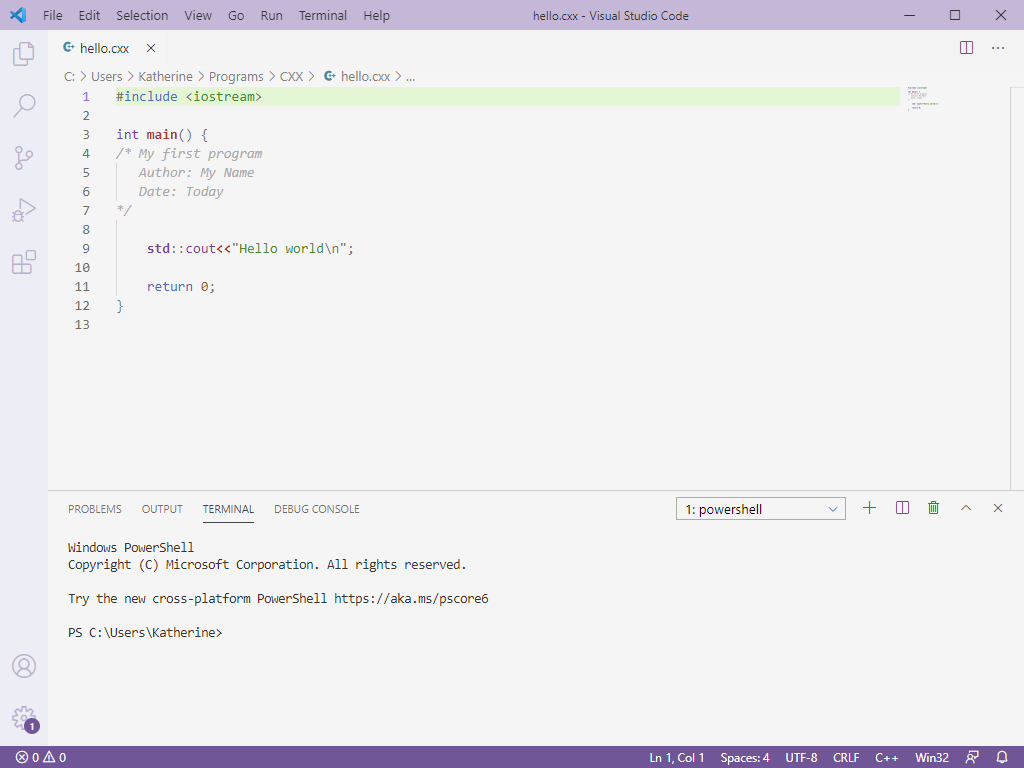 File Edit Selection View Go Run Terminal Help hello.cxx - Visual Studio Code
hello.cxx
C: > Users > Katherine > Programs > CXX > hello.cxx > ...
1 #include <iostream>
2
3 int main() {
4 /* My first program
5 Author: My Name
6 Date: Today
7 */
8
9 std::cout<<"Hello world\n";
10
11 return 0;
12 }
13
PROBLEMS OUTPUT TERMINAL DEBUG CONSOLE 1: powershell
Windows PowerShell
Copyright (C) Microsoft Corporation. All rights reserved.
Try the new cross-platform PowerShell https://aka.ms/pscore6
PS C:\Users\Katherine>
1
0 0 Ln 1, Col 1 Spaces: 4 UTF-8 CRLF C++ Win32